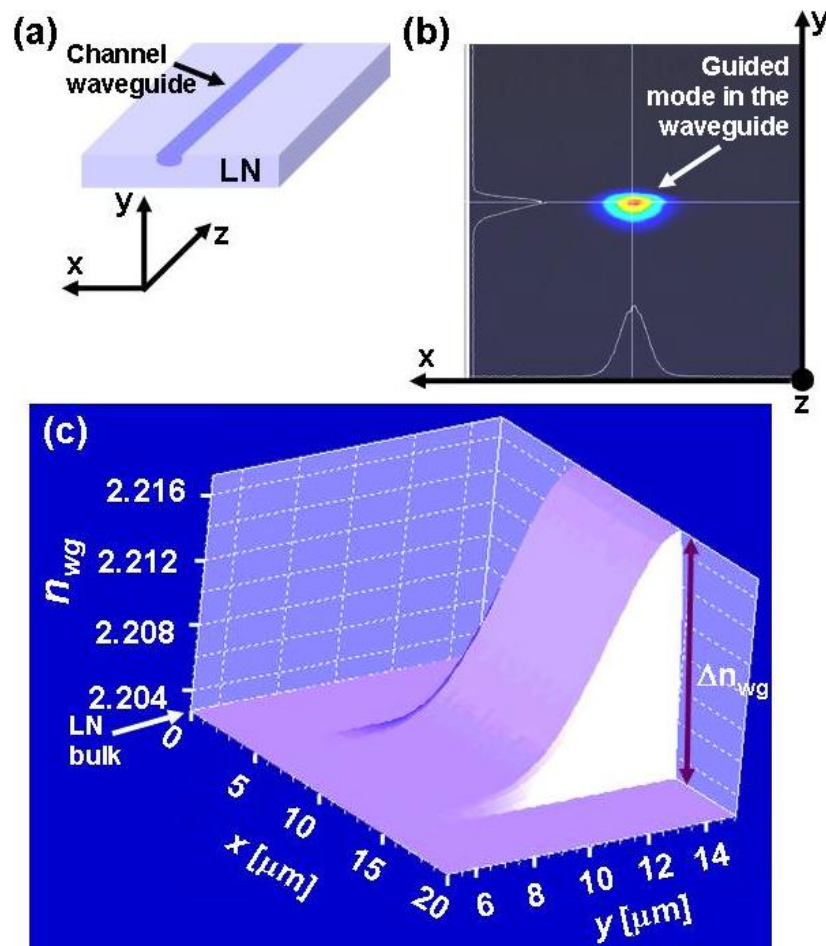 (a)
Channel
waveguide
LN
y
z
x
(b)
y
Guided
mode in the
waveguide
x
z
(c)
n_wg
2.216
2.212
2.208
2.204
LN
bulk
Δn_wg
0
5
10
15
20
x [μm]
6
8
10
12
14
y [μm]